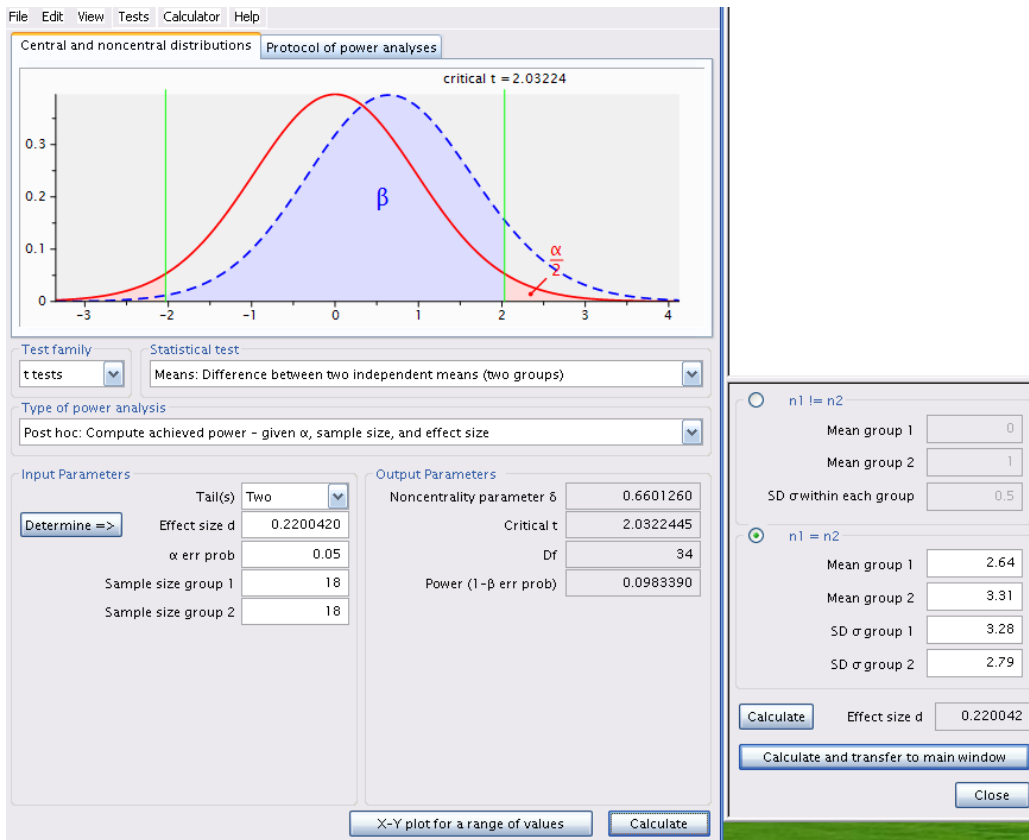 File Edit View Tests Calculator Help
Central and noncentral distributions
Protocol of power analyses
critical t = 2.03224
0.3
0.2
0.1
0
β
α
2
-3 -2 -1 0 1 2 3 4
Test family
t tests
Statistical test
Means: Difference between two independent means (two groups)
Type of power analysis
Post hoc: Compute achieved power – given α, sample size, and effect size
Input Parameters
Tail(s) Two
Determine => Effect size d 0.2200420
α err prob 0.05
Sample size group 1 18
Sample size group 2 18
Output Parameters
Noncentrality parameter δ 0.6601260
Critical t 2.0322445
Df 34
Power (1-β err prob) 0.0983390
X-Y plot for a range of values
Calculate
n1 != n2
Mean group 1 0
Mean group 2 1
SD σ within each group 0.5
n1 = n2
Mean group 1 2.64
Mean group 2 3.31
SD σ group 1 3.28
SD σ group 2 2.79
Calculate Effect size d 0.220042
Calculate and transfer to main window
Close